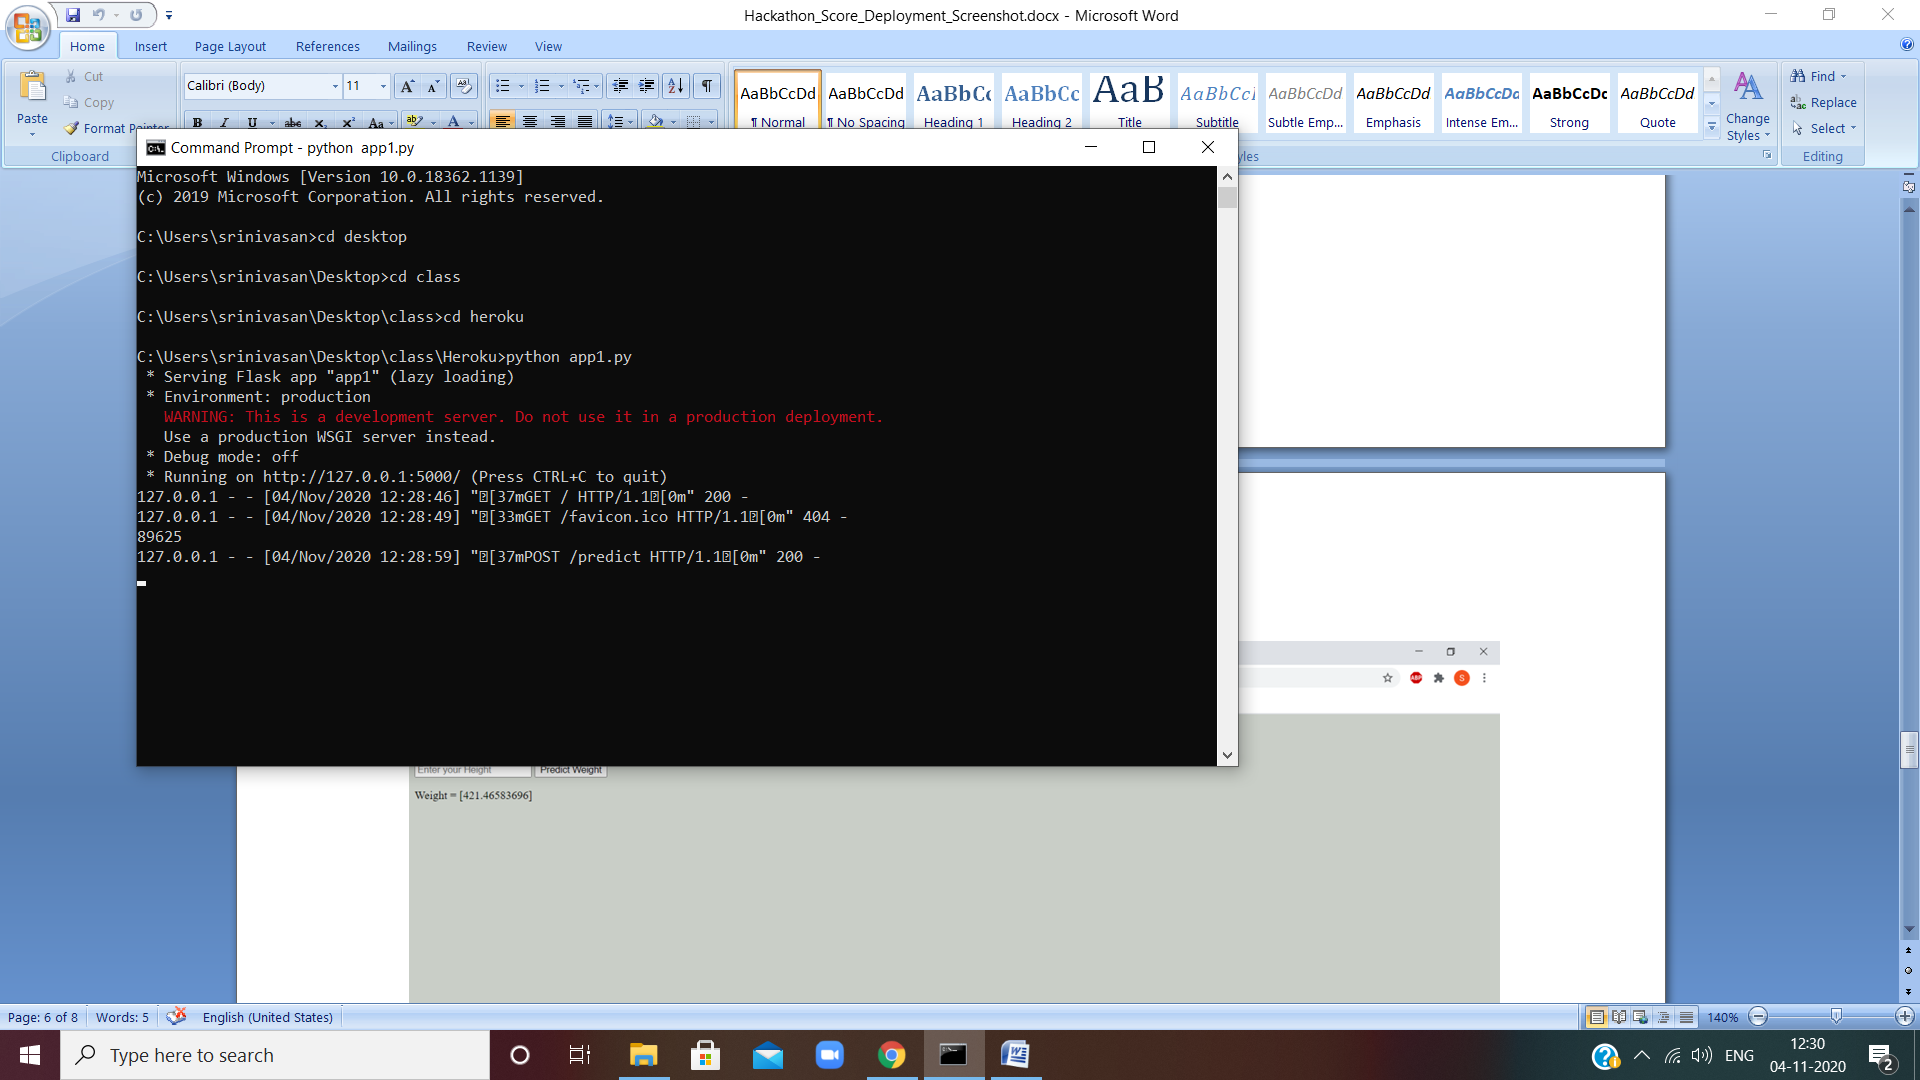 Hackathon_Score_Deployment_Screenshot.docx - Microsoft Word
Home Insert Page Layout References Mailings Review View
Paste
Cut
Copy
Format Painter
Clipboard
Calibri (Body) 11
AaBbCcDd AaBbCcDd AaBbCc AaBbCc AaB AaBbCcI AaBbCcDd AaBbCcDd AaBbCcDd AaBbCcDc AaBbCcDd
¶ Normal ¶ No Spacing Heading 1 Heading 2 Title Subtitle Subtle Emp... Emphasis Intense Em... Strong Quote
Change Styles
Find
Replace
Select
Editing
Command Prompt - python  app1.py
Microsoft Windows [Version 10.0.18362.1139]
(c) 2019 Microsoft Corporation. All rights reserved.
C:\Users\srinivasan>cd desktop
C:\Users\srinivasan\Desktop>cd class
C:\Users\srinivasan\Desktop\class>cd heroku
C:\Users\srinivasan\Desktop\class\Heroku>python app1.py
* Serving Flask app "app1" (lazy loading)
* Environment: production
WARNING: This is a development server. Do not use it in a production deployment.
Use a production WSGI server instead.
* Debug mode: off
* Running on http://127.0.0.1:5000/ (Press CTRL+C to quit)
127.0.0.1 - - [04/Nov/2020 12:28:46] "[37mGET / HTTP/1.1[0m" 200 -
127.0.0.1 - - [04/Nov/2020 12:28:49] "[33mGET /favicon.ico HTTP/1.1[0m" 404 -
89625
127.0.0.1 - - [04/Nov/2020 12:28:59] "[37mPOST /predict HTTP/1.1[0m" 200 -
ABP S
Enter your Height Predict Weight
Weight = [421.46583696]
Page: 6 of 8 Words: 5 English (United States) 140%
Type here to search
ENG
12:30
04-11-2020
2